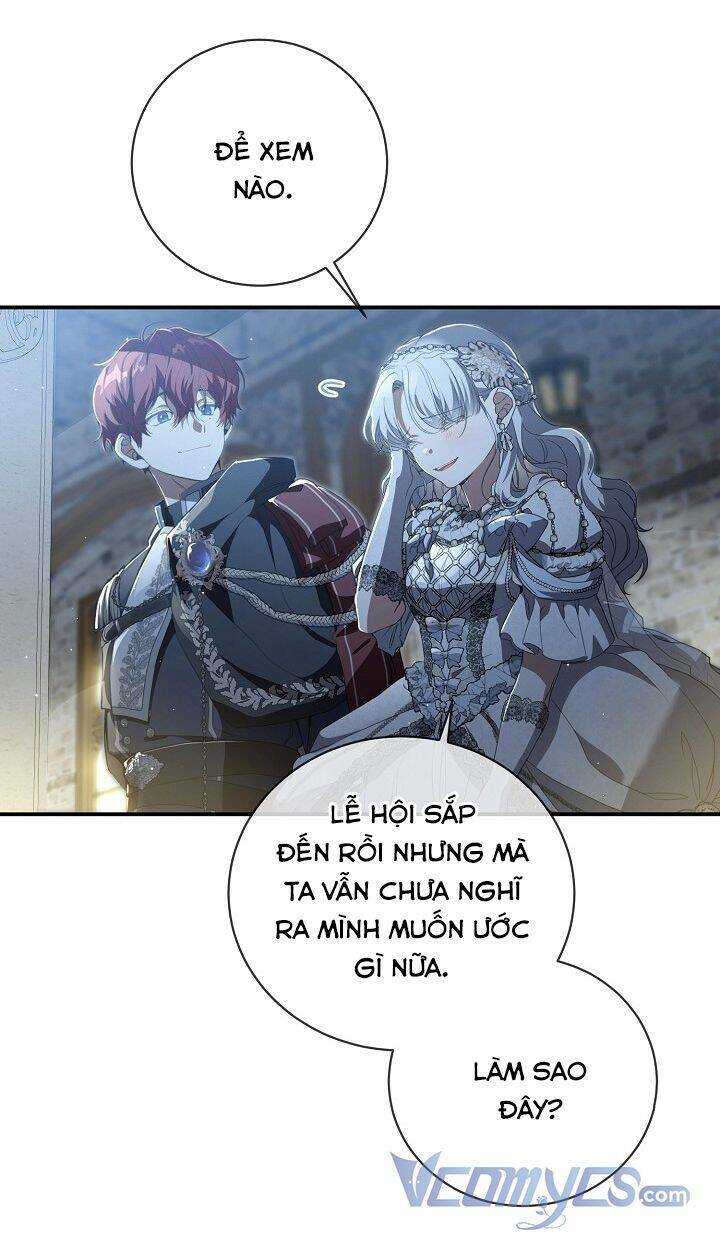 ĐỂ XEM
NÀO.
LỄ HỘI SẮP
ĐẾN RỒI NHƯNG MÀ
TA VẪN CHƯA NGHĨ
RA MÌNH MUỐN ƯỚC
GÌ NỮA.
LÀM SAO
ĐÂY?
VCOMYCS.com